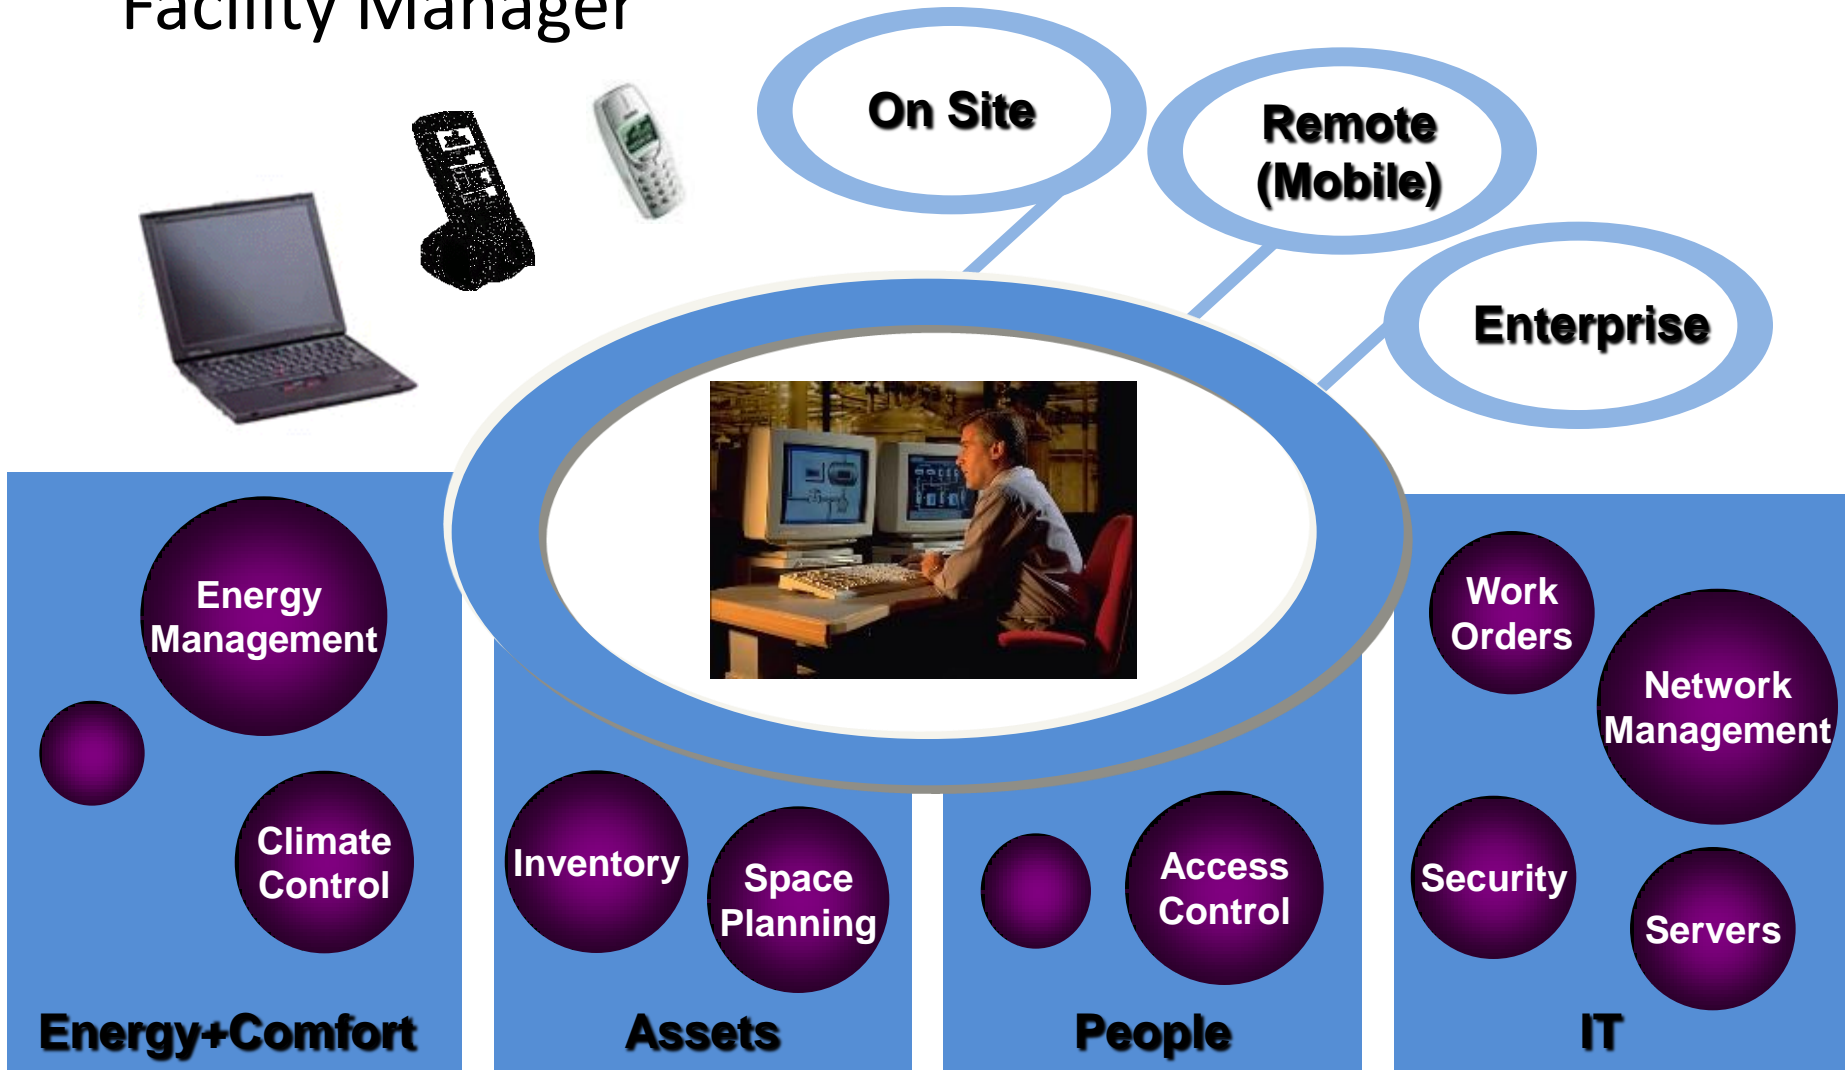 Facility Manager
On Site
Remote
(Mobile)
Enterprise
Energy
Management
Climate
Control
Energy+Comfort
Inventory
Space
Planning
Assets
Access
Control
People
Work
Orders
Network
Management
Security
Servers
IT